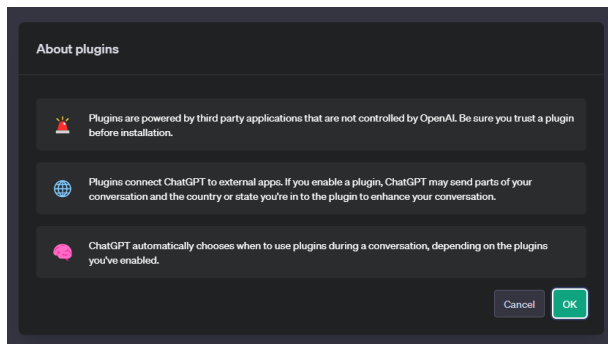 About plugins
Plugins are powered by third party applications that are not controlled by OpenAI. Be sure you trust a plugin
before installation.
Plugins connect ChatGPT to external apps. If you enable a plugin, ChatGPT may send parts of your
conversation and the country or state you're in to the plugin to enhance your conversation.
ChatGPT automatically chooses when to use plugins during a conversation, depending on the plugins
you've enabled.
Cancel OK